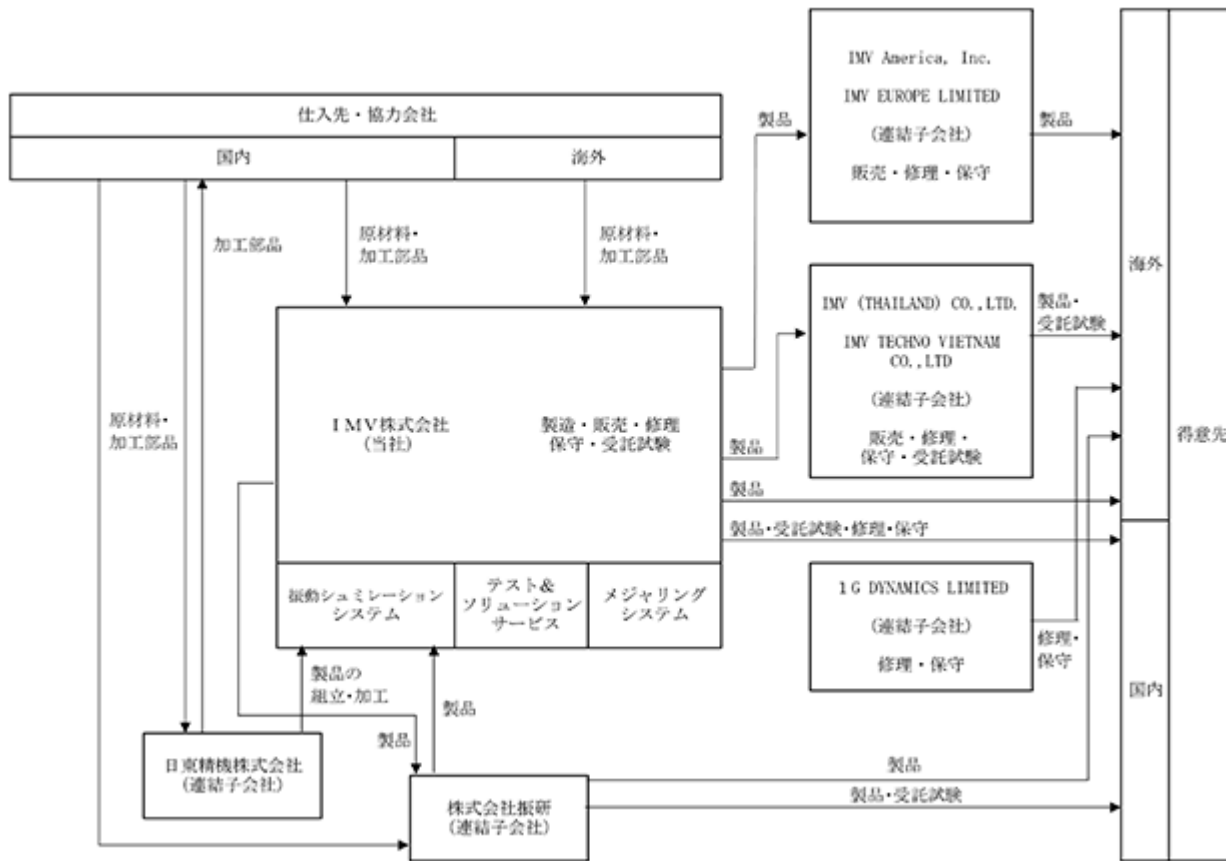 仕入先・協力会社
国内
海外
加工部品
原材料・
加工部品
原材料・
加工部品
原材料・
加工部品
製品
IMV America, Inc.
IMV EUROPE LIMITED
(連結子会社)
販売・修理・保守
製品
ＩＭＶ株式会社
(当社)
製造・販売・修理
保守・受託試験
振動シュミレーション
システム
テスト&
ソリューション
サービス
メジャリング
システム
製品
IMV (THAILAND) CO.,LTD.
IMV TECHNO VIETNAM
CO.,LTD
(連結子会社)
販売・修理・
保守・受託試験
製品・
受託試験
製品
製品・受託試験・修理・保守
１G DYNAMICS LIMITED
(連結子会社)
修理・保守
修理・
保守
製品の
組立・加工
製品
製品
日東精機株式会社
(連結子会社)
株式会社振研
(連結子会社)
製品
製品・受託試験
海外
国内
得意先